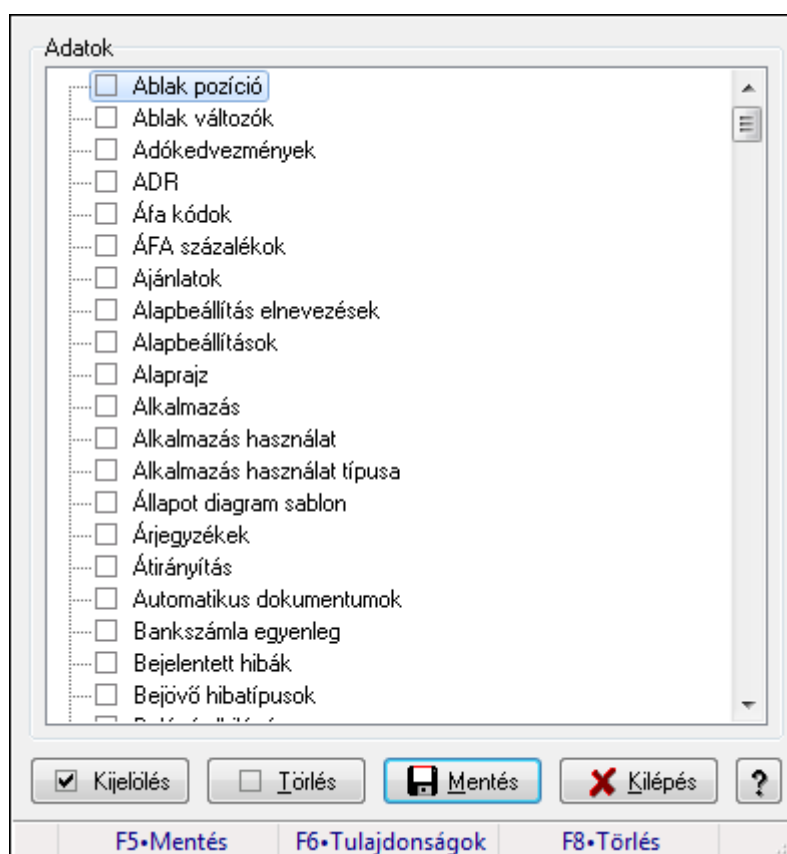 Adatok
Ablak pozíció
Ablak változók
Adókedvezmények
ADR
Áfa kódok
ÁFA százalékok
Ajánlatok
Alapbeállítás elnevezések
Alapbeállítások
Alaprajz
Alkalmazás
Alkalmazás használat
Alkalmazás használat típusa
Állapot diagram sablon
Árjegyzékek
Átirányítás
Automatikus dokumentumok
Bankszámla egyenleg
Bejelentett hibák
Bejövő hibatípusok
Kijelölés Törlés Mentés Kilépés ?
F5•Mentés F6•Tulajdonságok F8•Törlés